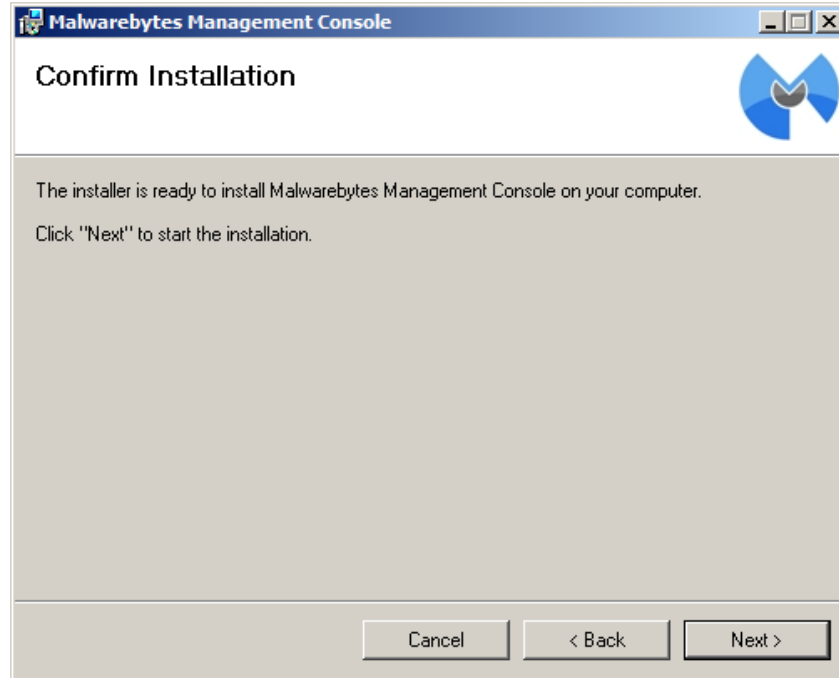 Malwarebytes Management Console
Confirm Installation
The installer is ready to install Malwarebytes Management Console on your computer.
Click "Next" to start the installation.
Cancel
< Back
Next >